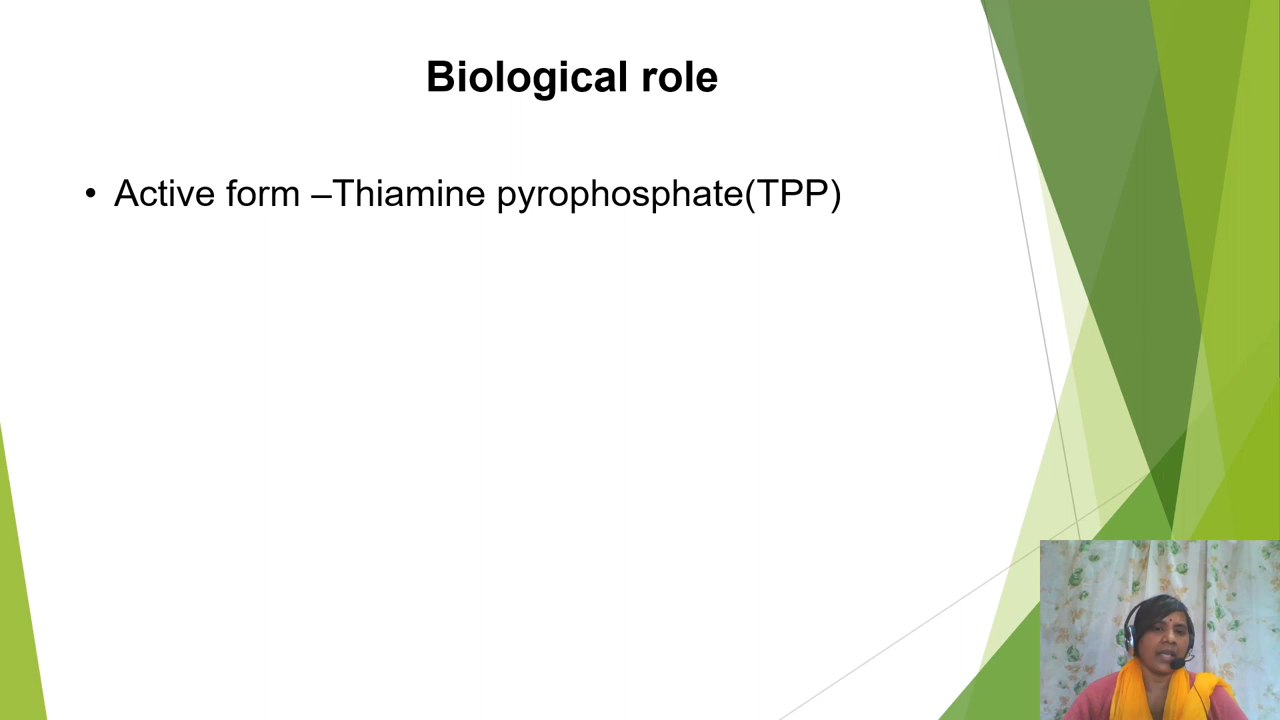 Biological role
• Active form –Thiamine pyrophosphate(TPP)